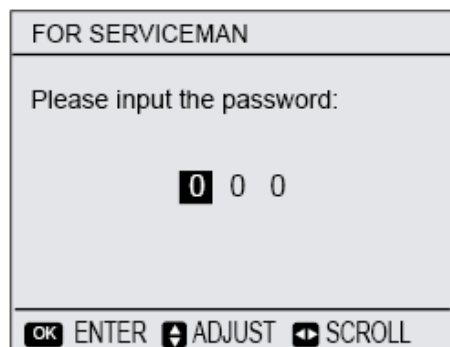 FOR SERVICEMAN
Please input the password:
0 0 0
OK ENTER ADJUST SCROLL